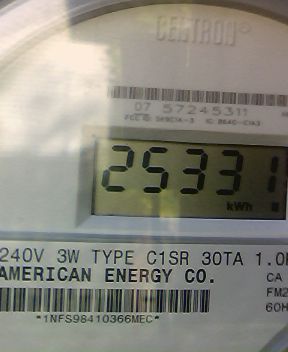 CENTRON®
07 57245311
25331
kWh
240V 3W TYPE C1SR 30TA 1.0
AMERICAN ENERGY CO.
CA
FM2
60H
*1NFS98410366MEC*